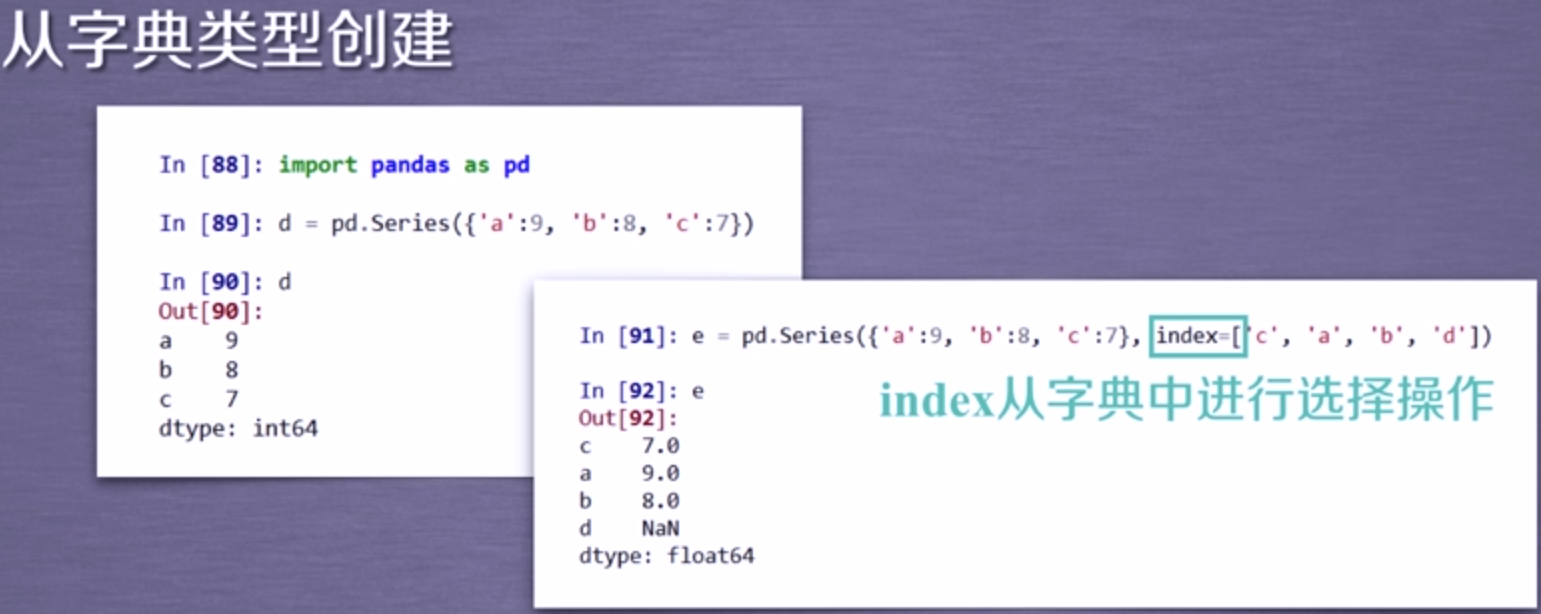 从字典类型创建
In [88]: import pandas as pd
In [89]: d = pd.Series({'a':9, 'b':8, 'c':7})
In [90]: d
Out[90]:
a    9
b    8
c    7
dtype: int64
In [91]: e = pd.Series({'a':9, 'b':8, 'c':7}, index=['c', 'a', 'b', 'd'])
In [92]: e
index从字典中进行选择操作
Out[92]:
c    7.0
a    9.0
b    8.0
d    NaN
dtype: float64